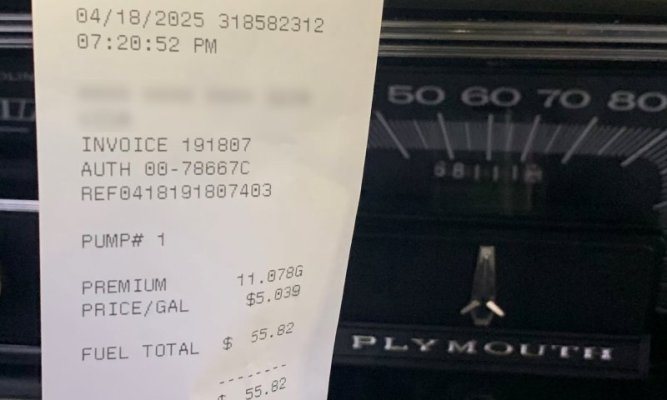 04/18/2025 318582312
07:20:52 PM
INVOICE 191807
AUTH 00-78667C
REF0418191807403
PUMP# 1
PREMIUM 11.078G
PRICE/GAL $5.039
FUEL TOTAL $ 55.82
--------
$ 55.82
50 60 70 80
PLYMOUTH